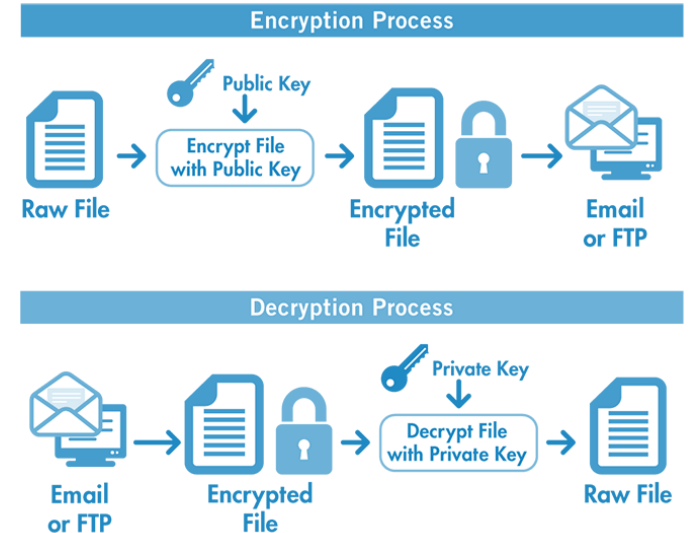 Encryption Process
Public Key
Encrypt File
with Public Key
Raw File
Encrypted
File
Email
or FTP
Decryption Process
Private Key
Decrypt File
with Private Key
Email
or FTP
Encrypted
File
Raw File